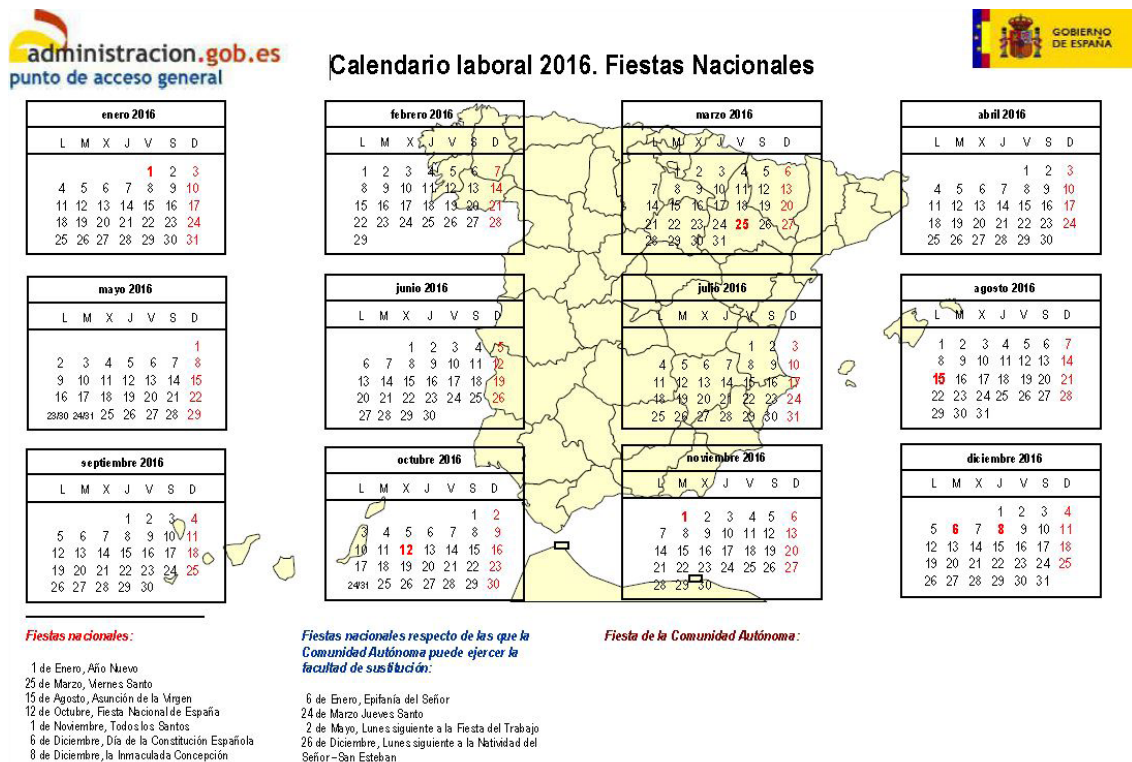 administracion.gob.es
punto de acceso general
GOBIERNO
DE ESPAÑA
Calendario laboral 2016. Fiestas Nacionales
enero 2016
L M X J V S D
1 2 3
4 5 6 7 8 9 10
11 12 13 14 15 16 17
18 19 20 21 22 23 24
25 26 27 28 29 30 31
febrero 2016
L M X J V S D
1 2 3 4 5 6 7
8 9 10 11 12 13 14
15 16 17 18 19 20 21
22 23 24 25 26 27 28
29
marzo 2016
L M X J V S D
1 2 3 4 5 6
7 8 9 10 11 12 13
14 15 16 17 18 19 20
21 22 23 24 25 26 27
28 29 30 31
abril 2016
L M X J V S D
1 2 3
4 5 6 7 8 9 10
11 12 13 14 15 16 17
18 19 20 21 22 23 24
25 26 27 28 29 30
mayo 2016
L M X J V S D
1
2 3 4 5 6 7 8
9 10 11 12 13 14 15
16 17 18 19 20 21 22
23/30 24/31 25 26 27 28 29
junio 2016
L M X J V S D
1 2 3 4 5
6 7 8 9 10 11 12
13 14 15 16 17 18 19
20 21 22 23 24 25 26
27 28 29 30
julio 2016
L M X J V S D
1 2 3
4 5 6 7 8 9 10
11 12 13 14 15 16 17
18 19 20 21 22 23 24
25 26 27 28 29 30 31
agosto 2016
L M X J V S D
1 2 3 4 5 6 7
8 9 10 11 12 13 14
15 16 17 18 19 20 21
22 23 24 25 26 27 28
29 30 31
septiembre 2016
L M X J V S D
1 2 3 4
5 6 7 8 9 10 11
12 13 14 15 16 17 18
19 20 21 22 23 24 25
26 27 28 29 30
octubre 2016
L M X J V S D
1 2
3 4 5 6 7 8 9
10 11 12 13 14 15 16
17 18 19 20 21 22 23
24/31 25 26 27 28 29 30
noviembre 2016
L M X J V S D
1 2 3 4 5 6
7 8 9 10 11 12 13
14 15 16 17 18 19 20
21 22 23 24 25 26 27
28 29 30
diciembre 2016
L M X J V S D
1 2 3 4
5 6 7 8 9 10 11
12 13 14 15 16 17 18
19 20 21 22 23 24 25
26 27 28 29 30 31
Fiestas nacionales:
1 de Enero, Año Nuevo
25 de Marzo, Viernes Santo
15 de Agosto, Asunción de la Virgen
12 de Octubre, Fiesta Nacional de España
1 de Noviembre, Todos los Santos
6 de Diciembre, Día de la Constitución Española
8 de Diciembre, la Inmaculada Concepción
Fiestas nacionales respecto de las que la
Comunidad Autónoma puede ejercer la
facultad de sustitución:
6 de Enero, Epifanía del Señor
24 de Marzo Jueves Santo
2 de Mayo, Lunes siguiente a la Fiesta del Trabajo
26 de Diciembre, Lunes siguiente a la Natividad del
Señor – San Esteban
Fiesta de la Comunidad Autónoma: